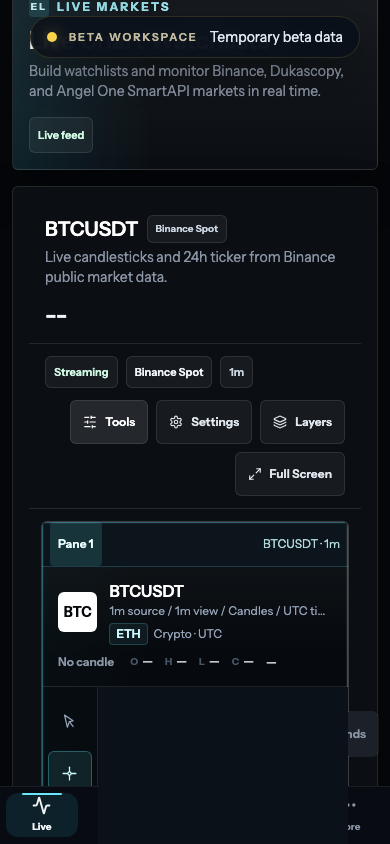 EL LIVE MARKETS
BETA WORKSPACE Temporary beta data
Build watchlists and monitor Binance, Dukascopy,
and Angel One SmartAPI markets in real time.
Live feed
BTCUSDT Binance Spot
Live candlesticks and 24h ticker from Binance
public market data.
--
Streaming Binance Spot 1m
Tools Settings Layers
Full Screen
Pane 1 BTCUSDT · 1m
BTC BTCUSDT
1m source / 1m view / Candles / UTC ti...
ETH Crypto · UTC
No candle O — H — L — C — —
Live